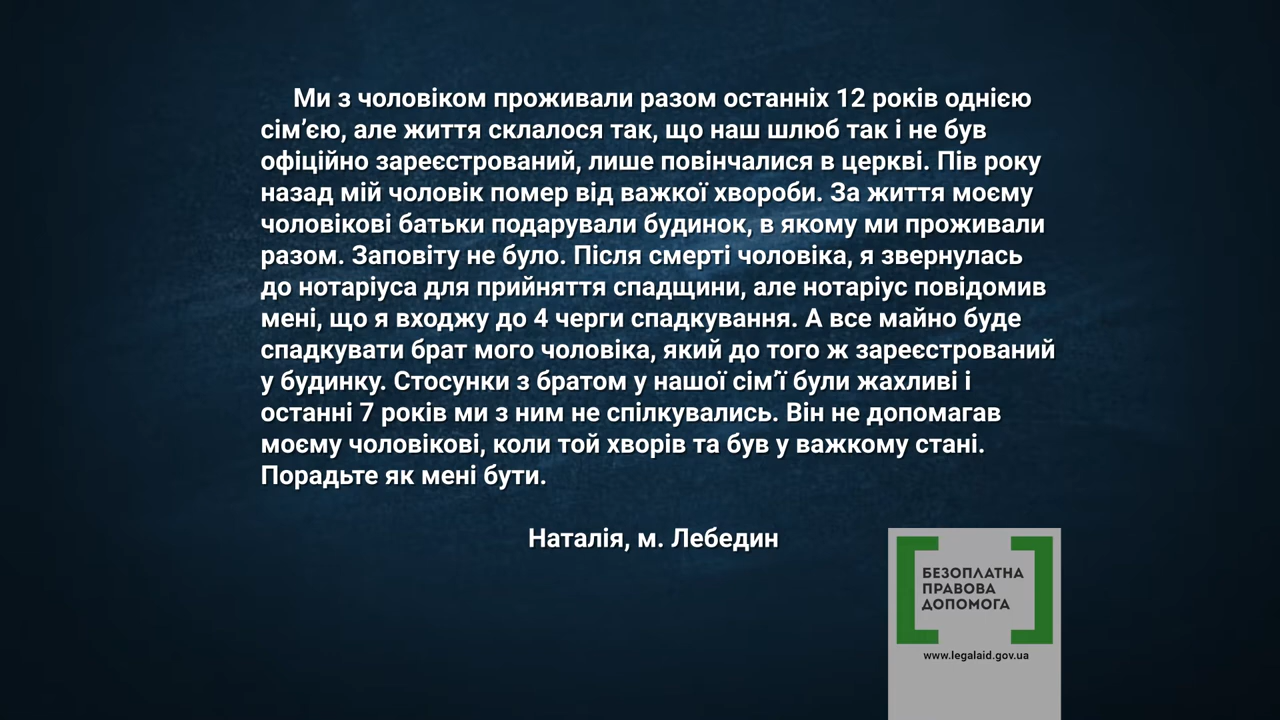 Ми з чоловіком проживали разом останніх 12 років однією
сім’єю, але життя склалося так, що наш шлюб так і не був
офіційно зареєстрований, лише повінчалися в церкві. Пів року
назад мій чоловік помер від важкої хвороби. За життя моєму
чоловікові батьки подарували будинок, в якому ми проживали
разом. Заповіту не було. Після смерті чоловіка, я звернулась
до нотаріуса для прийняття спадщини, але нотаріус повідомив
мені, що я входжу до 4 черги спадкування. А все майно буде
спадкувати брат мого чоловіка, який до того ж зареєстрований
у будинку. Стосунки з братом у нашої сім’ї були жахливі і
останні 7 років ми з ним не спілкувались. Він не допомагав
моєму чоловікові, коли той хворів та був у важкому стані.
Порадьте як мені бути.
Наталія, м. Лебедин
БЕЗОПЛАТНА
ПРАВОВА
ДОПОМОГА
www.legalaid.gov.ua